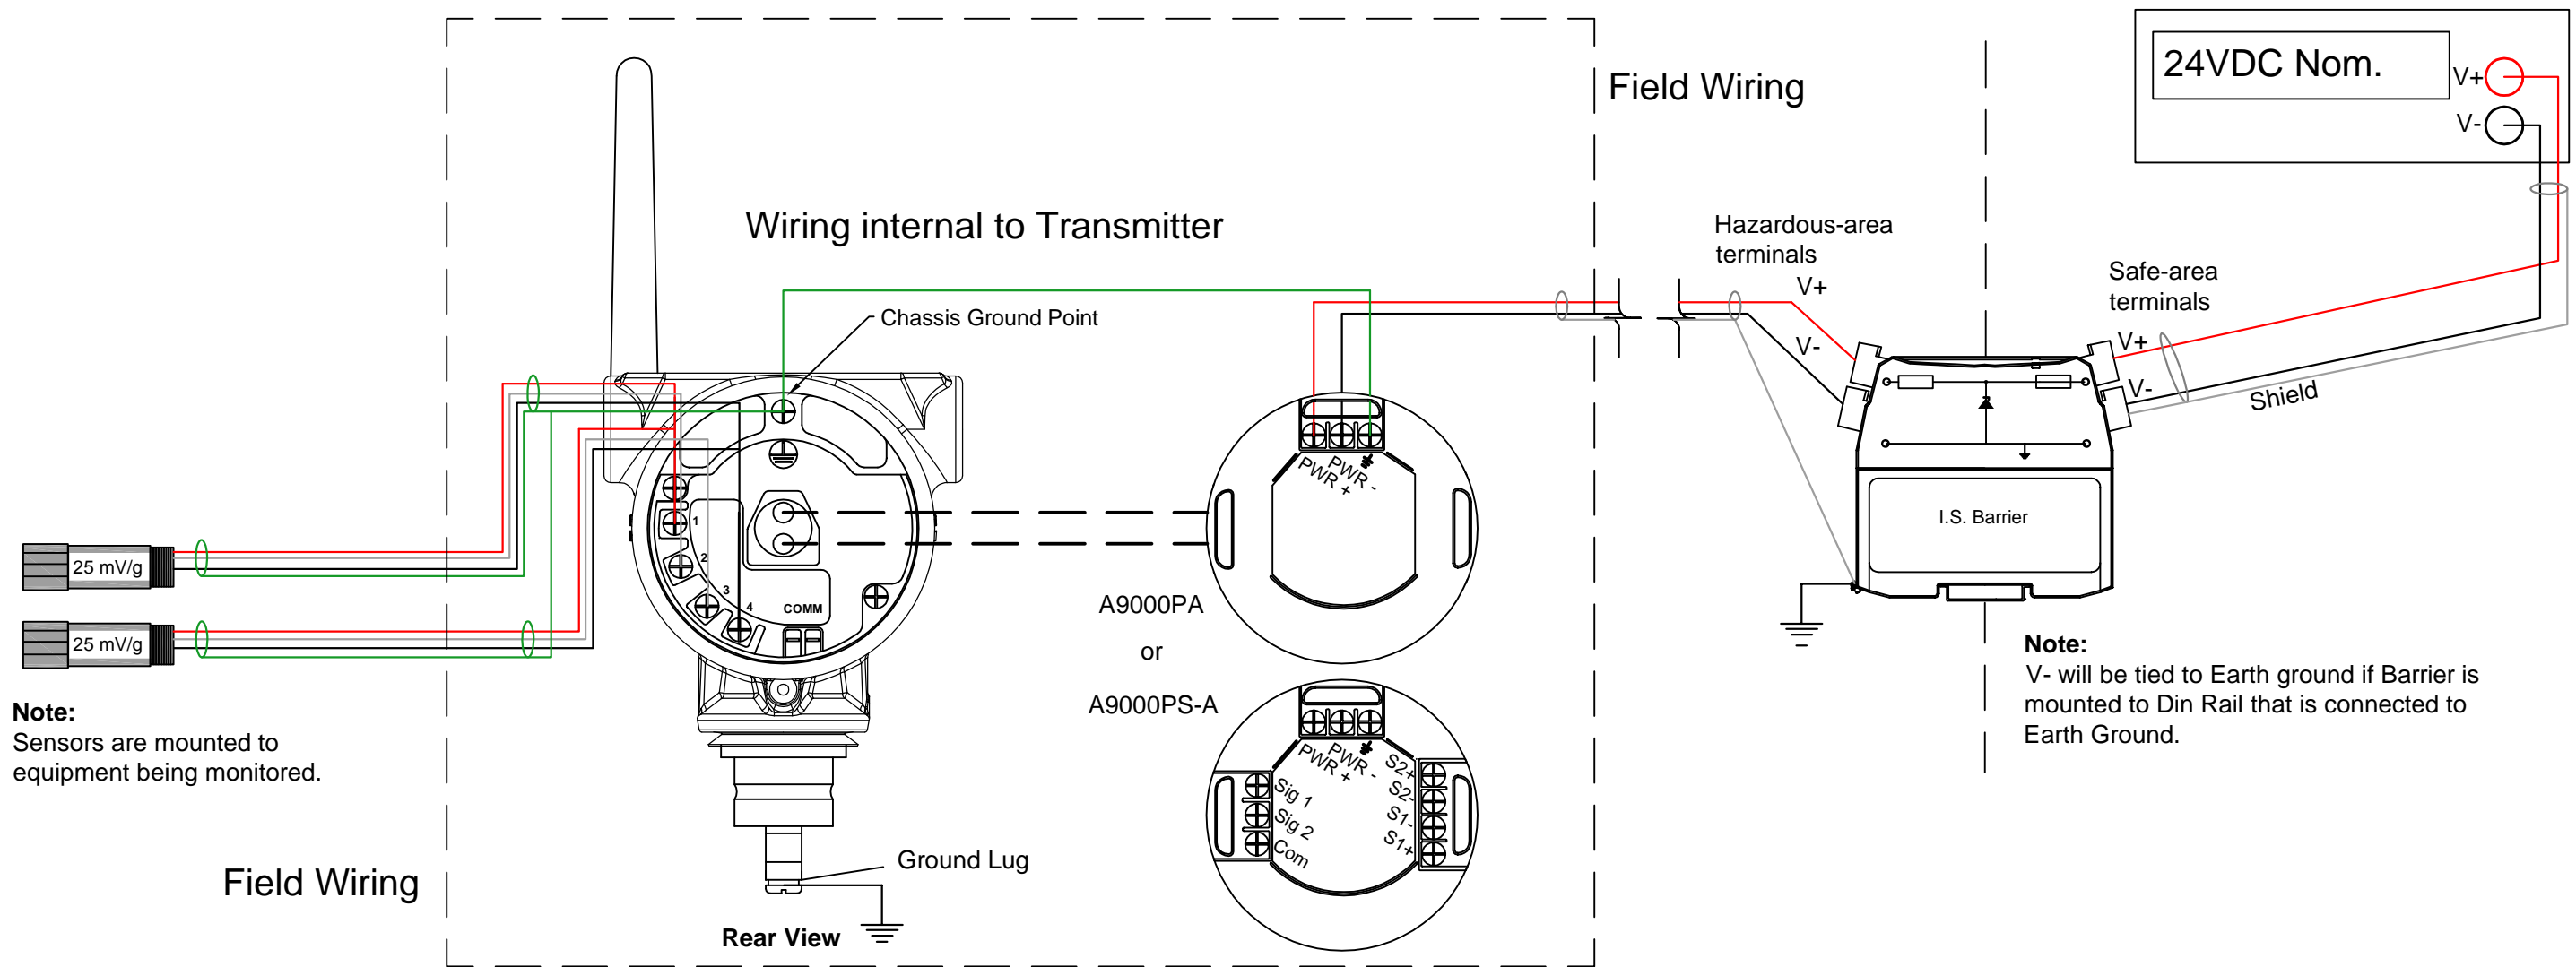 24VDC Nom.
V+
V-
Field Wiring
Wiring internal to Transmitter
Hazardous-area
terminals
V+
V-
Safe-area
terminals
V+
V-
Shield
Chassis Ground Point
PWR +
PWR -
1
2
3
4
COMM
25 mV/g
25 mV/g
I.S. Barrier
A9000PA
or
A9000PS-A
Note:
Sensors are mounted to
equipment being monitored.
Note:
V- will be tied to Earth ground if Barrier is
mounted to Din Rail that is connected to
Earth Ground.
PWR +
PWR -
Sig 1
Sig 2
Com
S2+
S2-
S1-
S1+
Field Wiring
Ground Lug
Rear View